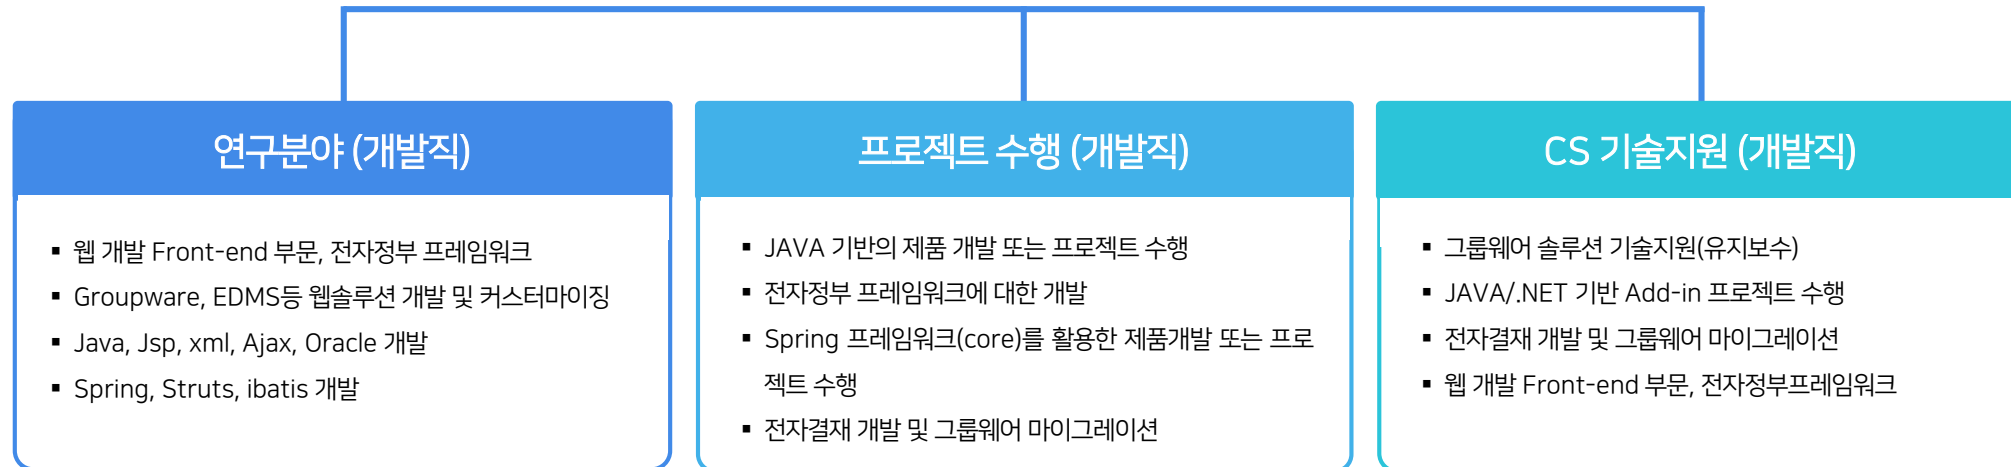 연구분야 (개발직)
▪ 웹 개발 Front-end 부문, 전자정부 프레임워크
▪ Groupware, EDMS등 웹솔루션 개발 및 커스터마이징
▪ Java, Jsp, xml, Ajax, Oracle 개발
▪ Spring, Struts, ibatis 개발
프로젝트 수행 (개발직)
▪ JAVA 기반의 제품 개발 또는 프로젝트 수행
▪ 전자정부 프레임워크에 대한 개발
▪ Spring 프레임워크(core)를 활용한 제품개발 또는 프로
젝트 수행
▪ 전자결재 개발 및 그룹웨어 마이그레이션
CS 기술지원 (개발직)
▪ 그룹웨어 솔루션 기술지원(유지보수)
▪ JAVA/.NET 기반 Add-in 프로젝트 수행
▪ 전자결재 개발 및 그룹웨어 마이그레이션
▪ 웹 개발 Front-end 부문, 전자정부프레임워크